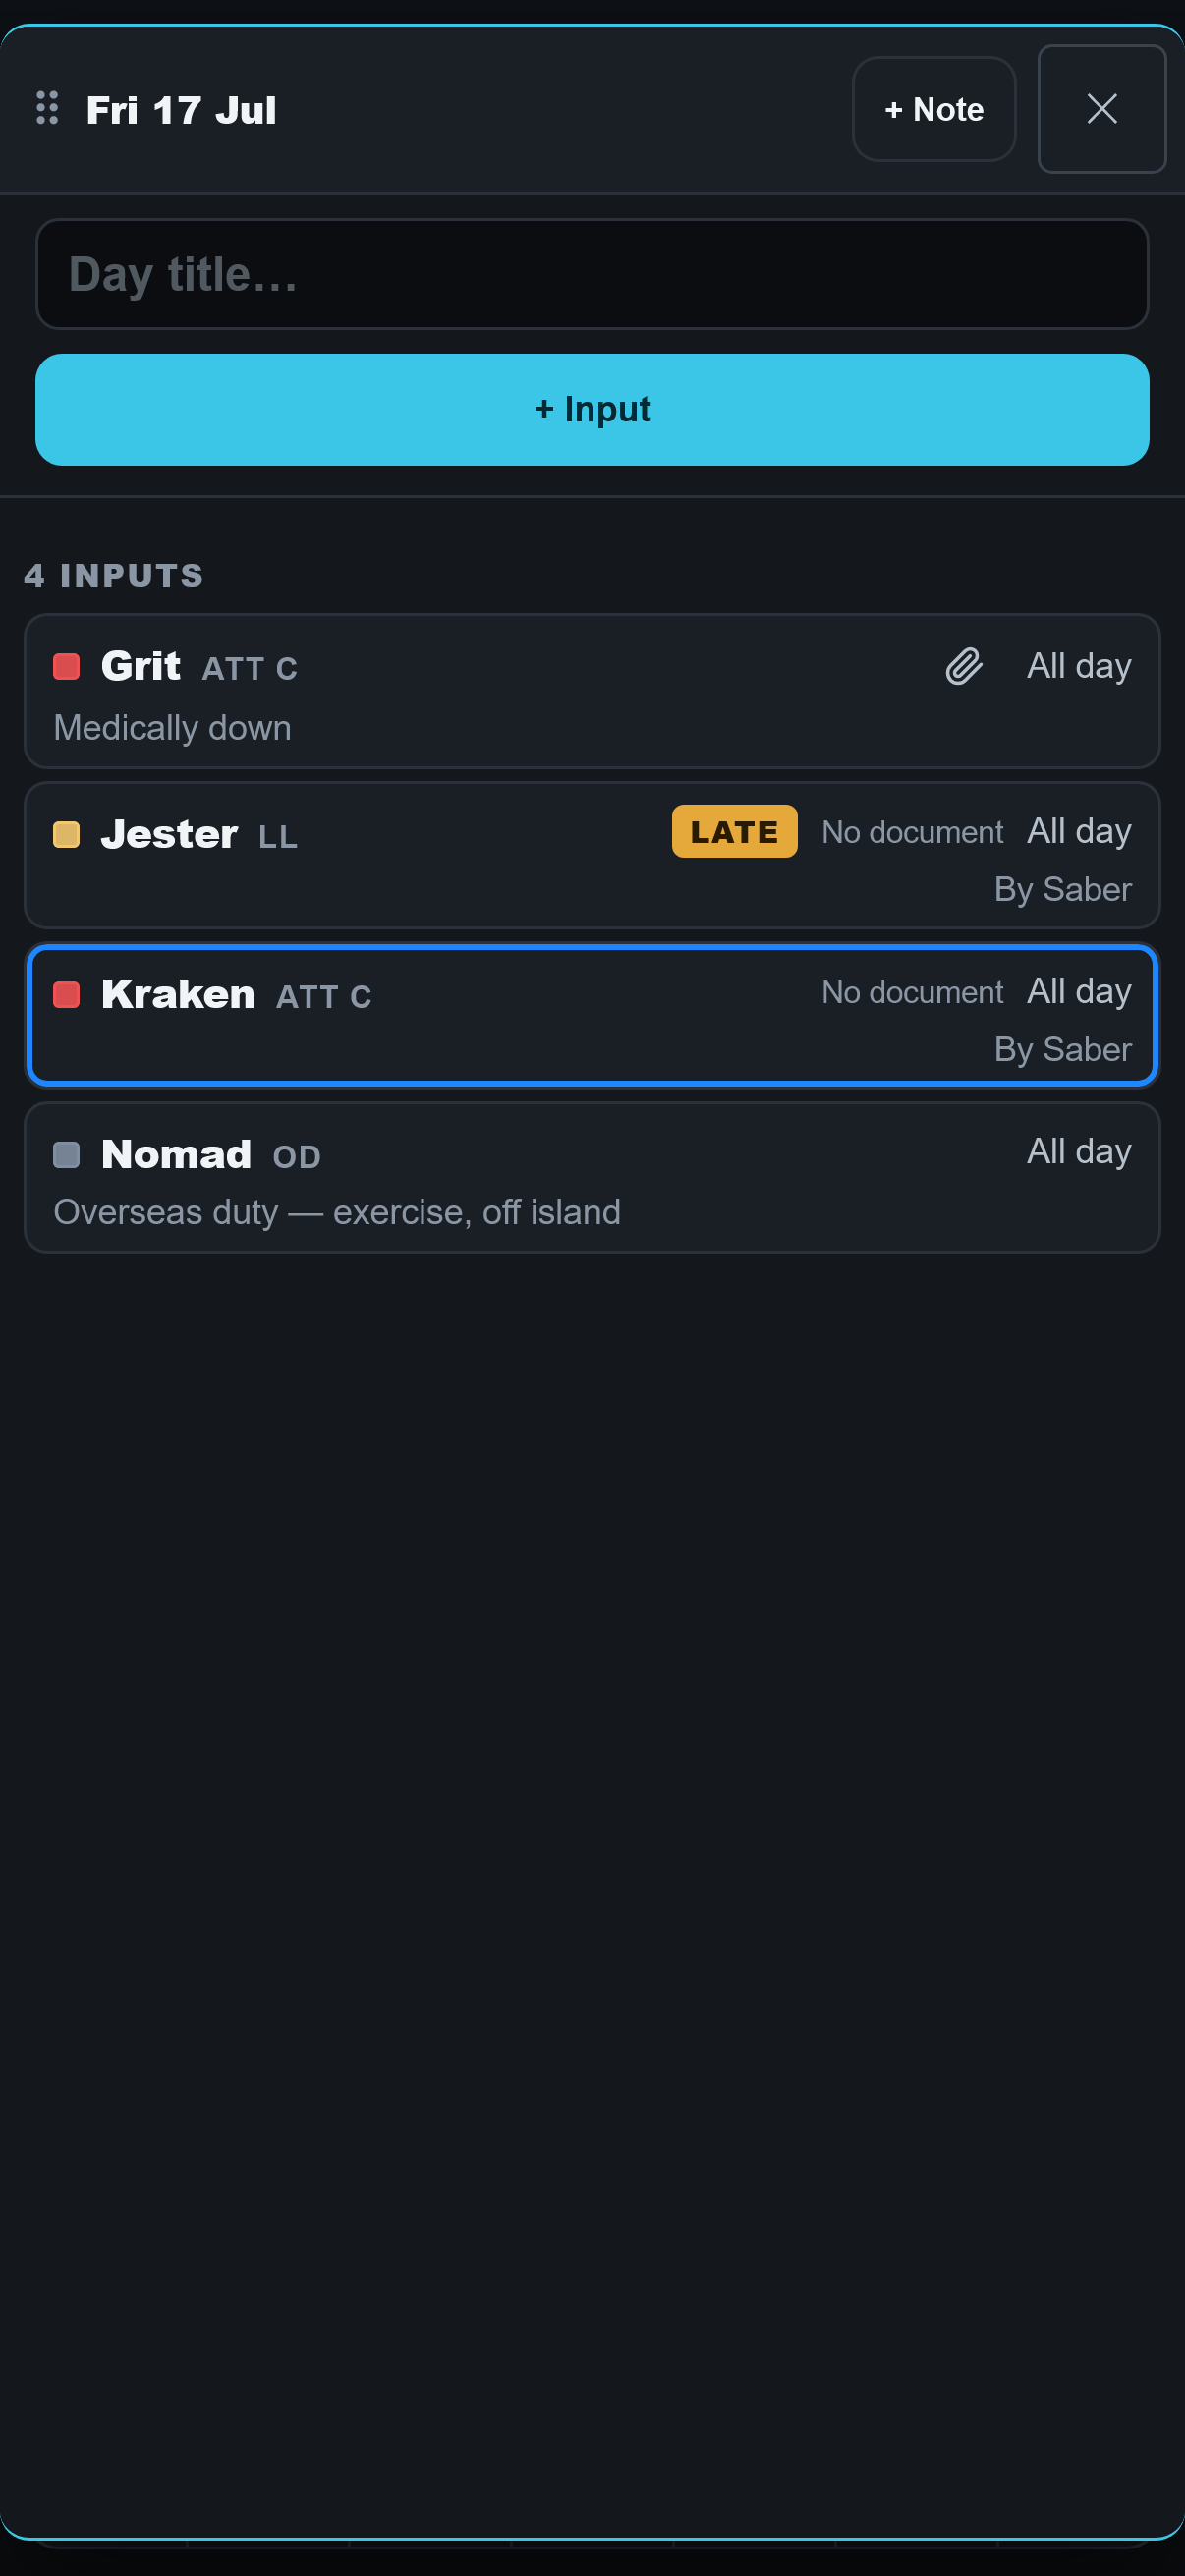 Fri 17 Jul
+ Note
Day title…
+ Input
4 INPUTS
Grit ATT C All day
Medically down
Jester LL LATE No document All day
By Saber
Kraken ATT C No document All day
By Saber
Nomad OD All day
Overseas duty — exercise, off island